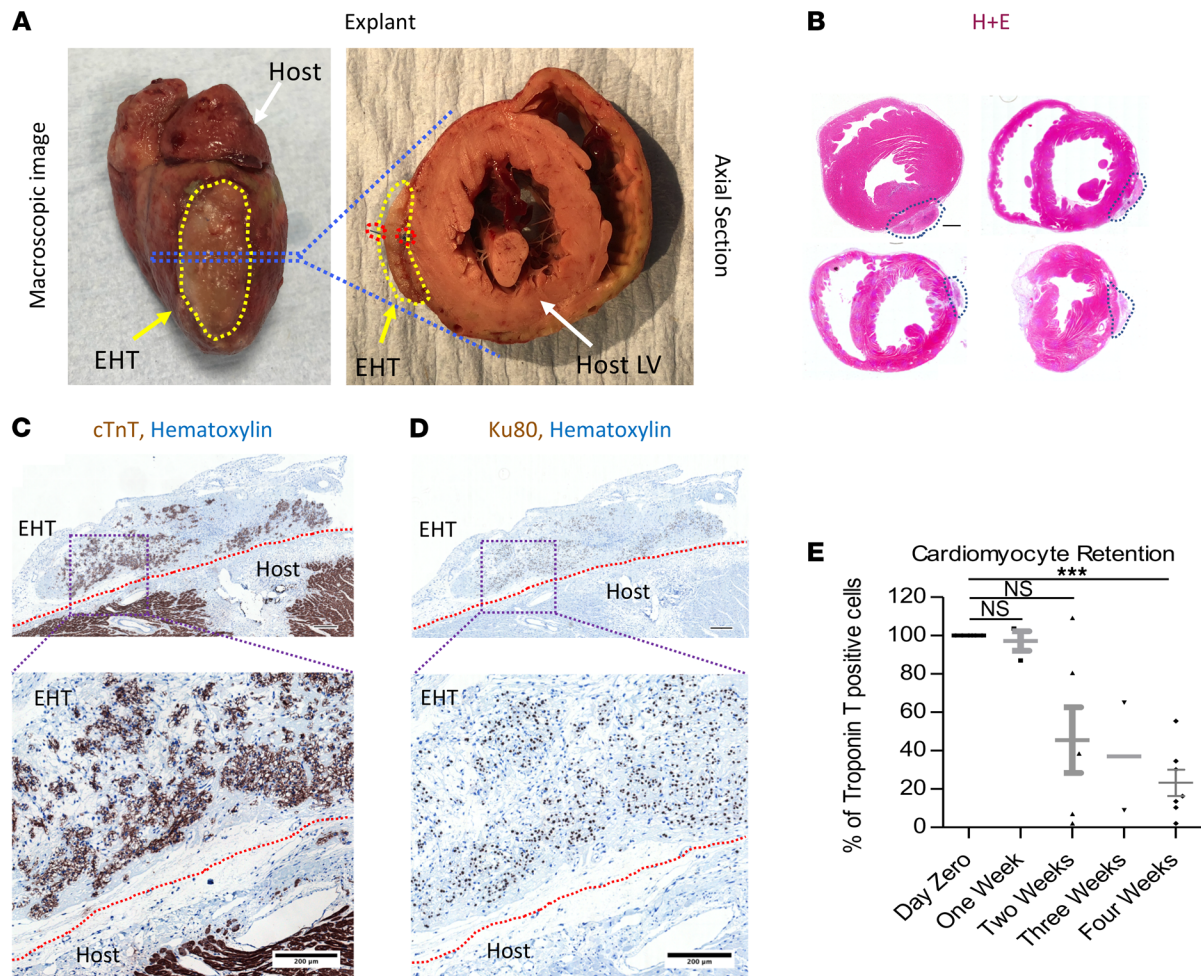 A
Explant
Macroscopic image
Host
EHT
EHT
Host LV
Axial Section
B
H+E
C
cTnT, Hematoxylin
EHT
Host
EHT
Host
200 µm
D
Ku80, Hematoxylin
EHT
Host
EHT
Host
200 µm
E
Cardiomyocyte Retention
***
NS
NS
% of Troponin T positive cells
120
100
80
60
40
20
0
Day Zero
One Week
Two Weeks
Three Weeks
Four Weeks